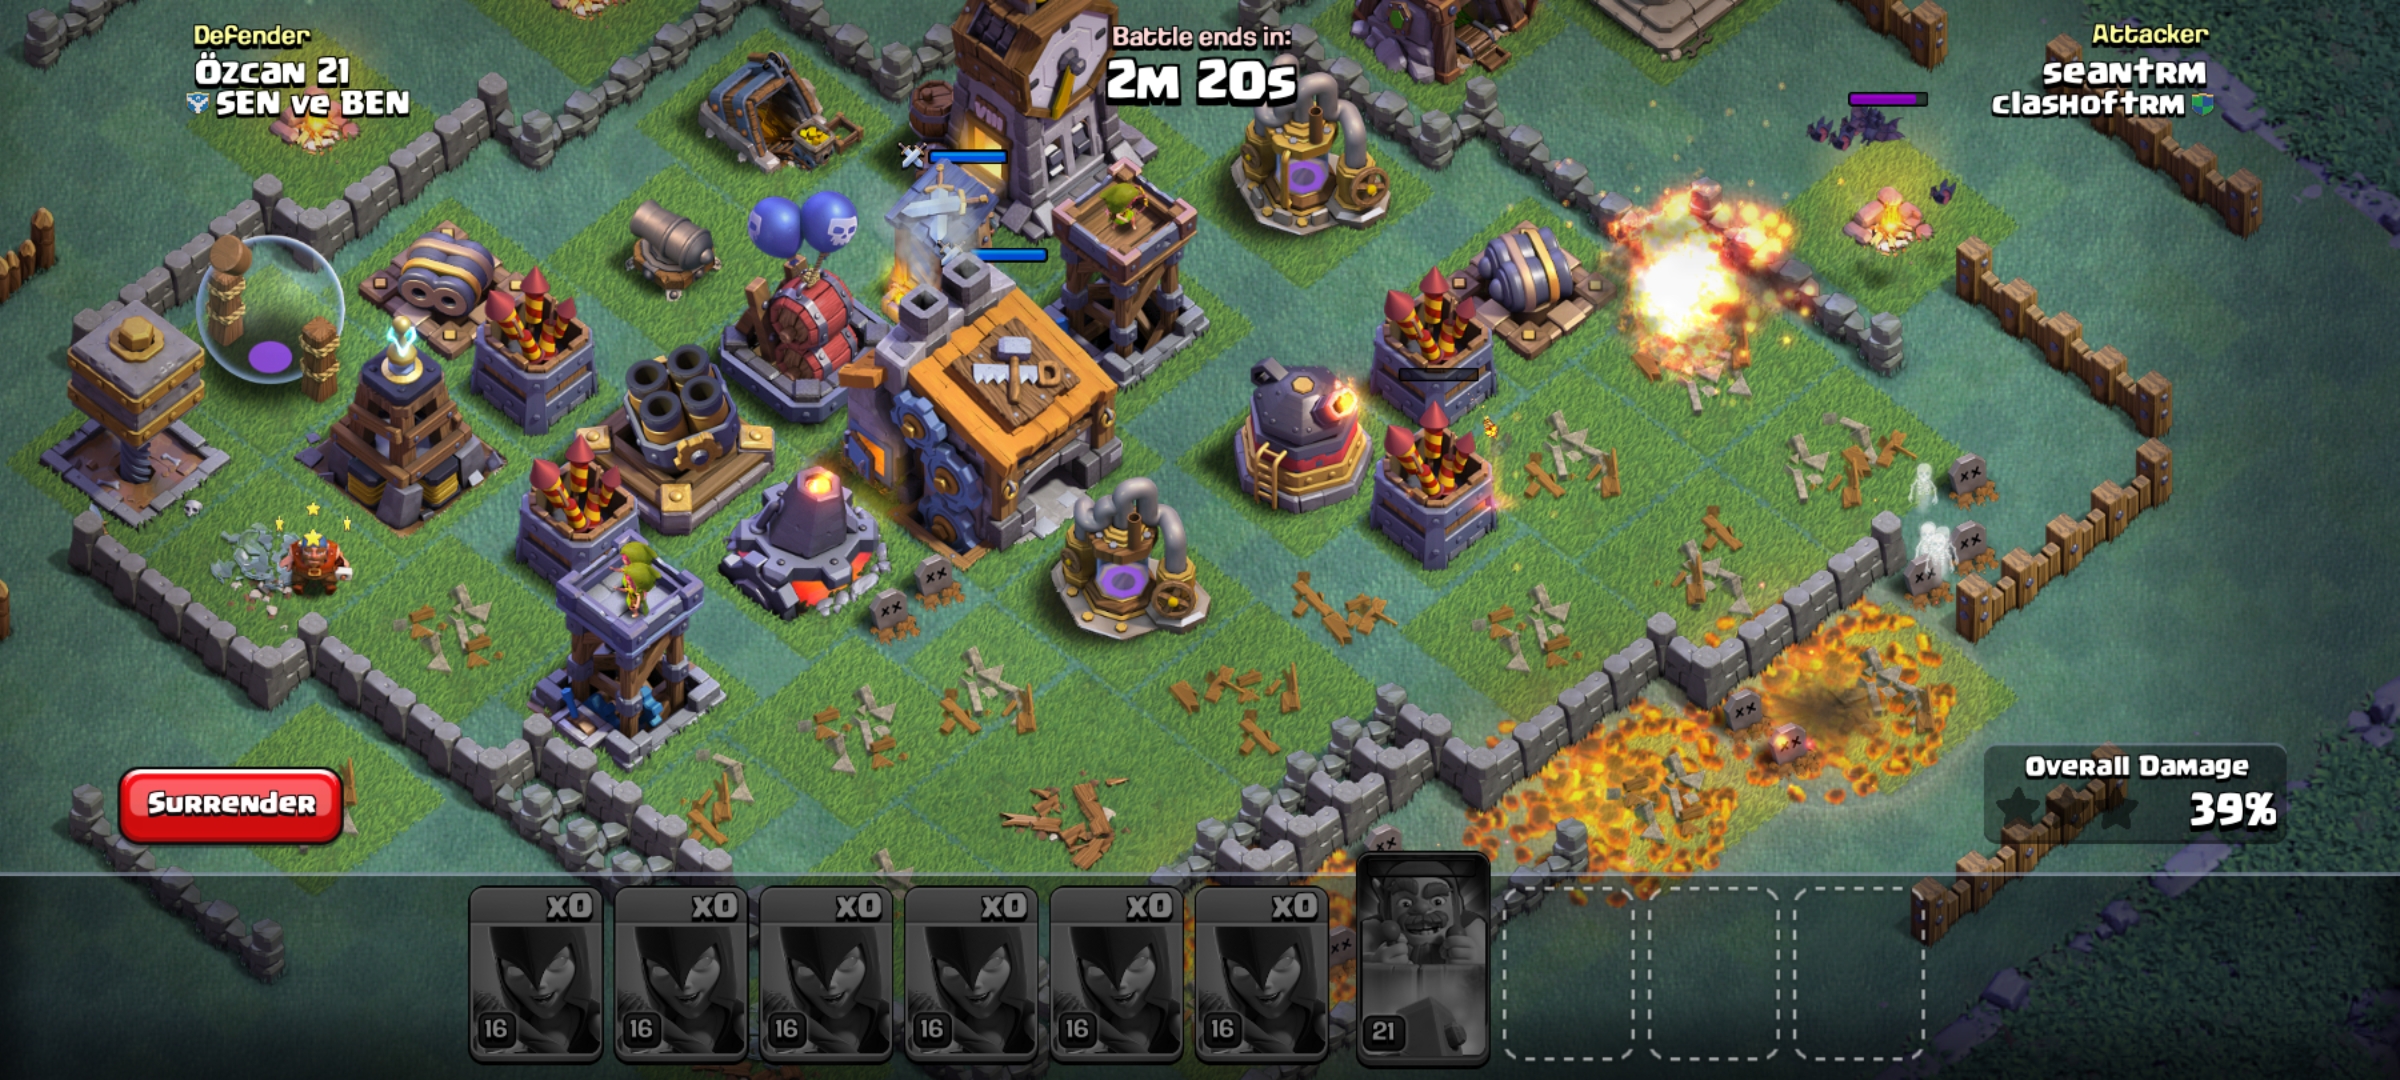 Defender
Özcan 21
SEN ve BEN
Battle ends in:
2M 20S
Attacker
seantRM
clashoftRM
VIII
Surrender
Overall Damage
39%
x0
x0
x0
x0
x0
x0
16
16
16
16
16
16
21